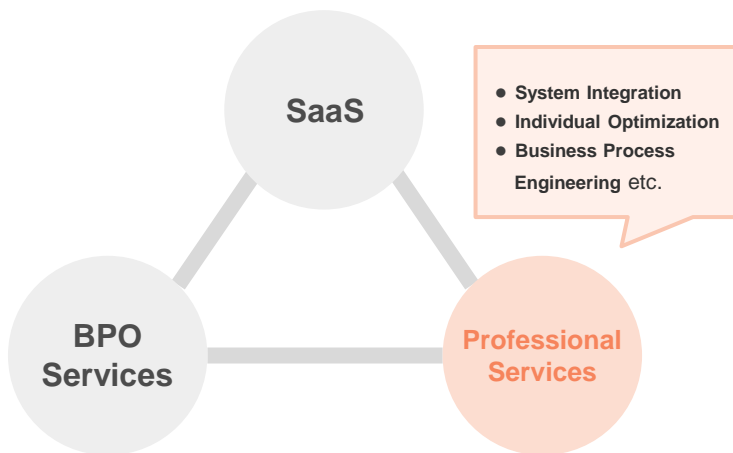 SaaS
● System Integration
● Individual Optimization
● Business Process
Engineering etc.
BPO
Services
Professional
Services